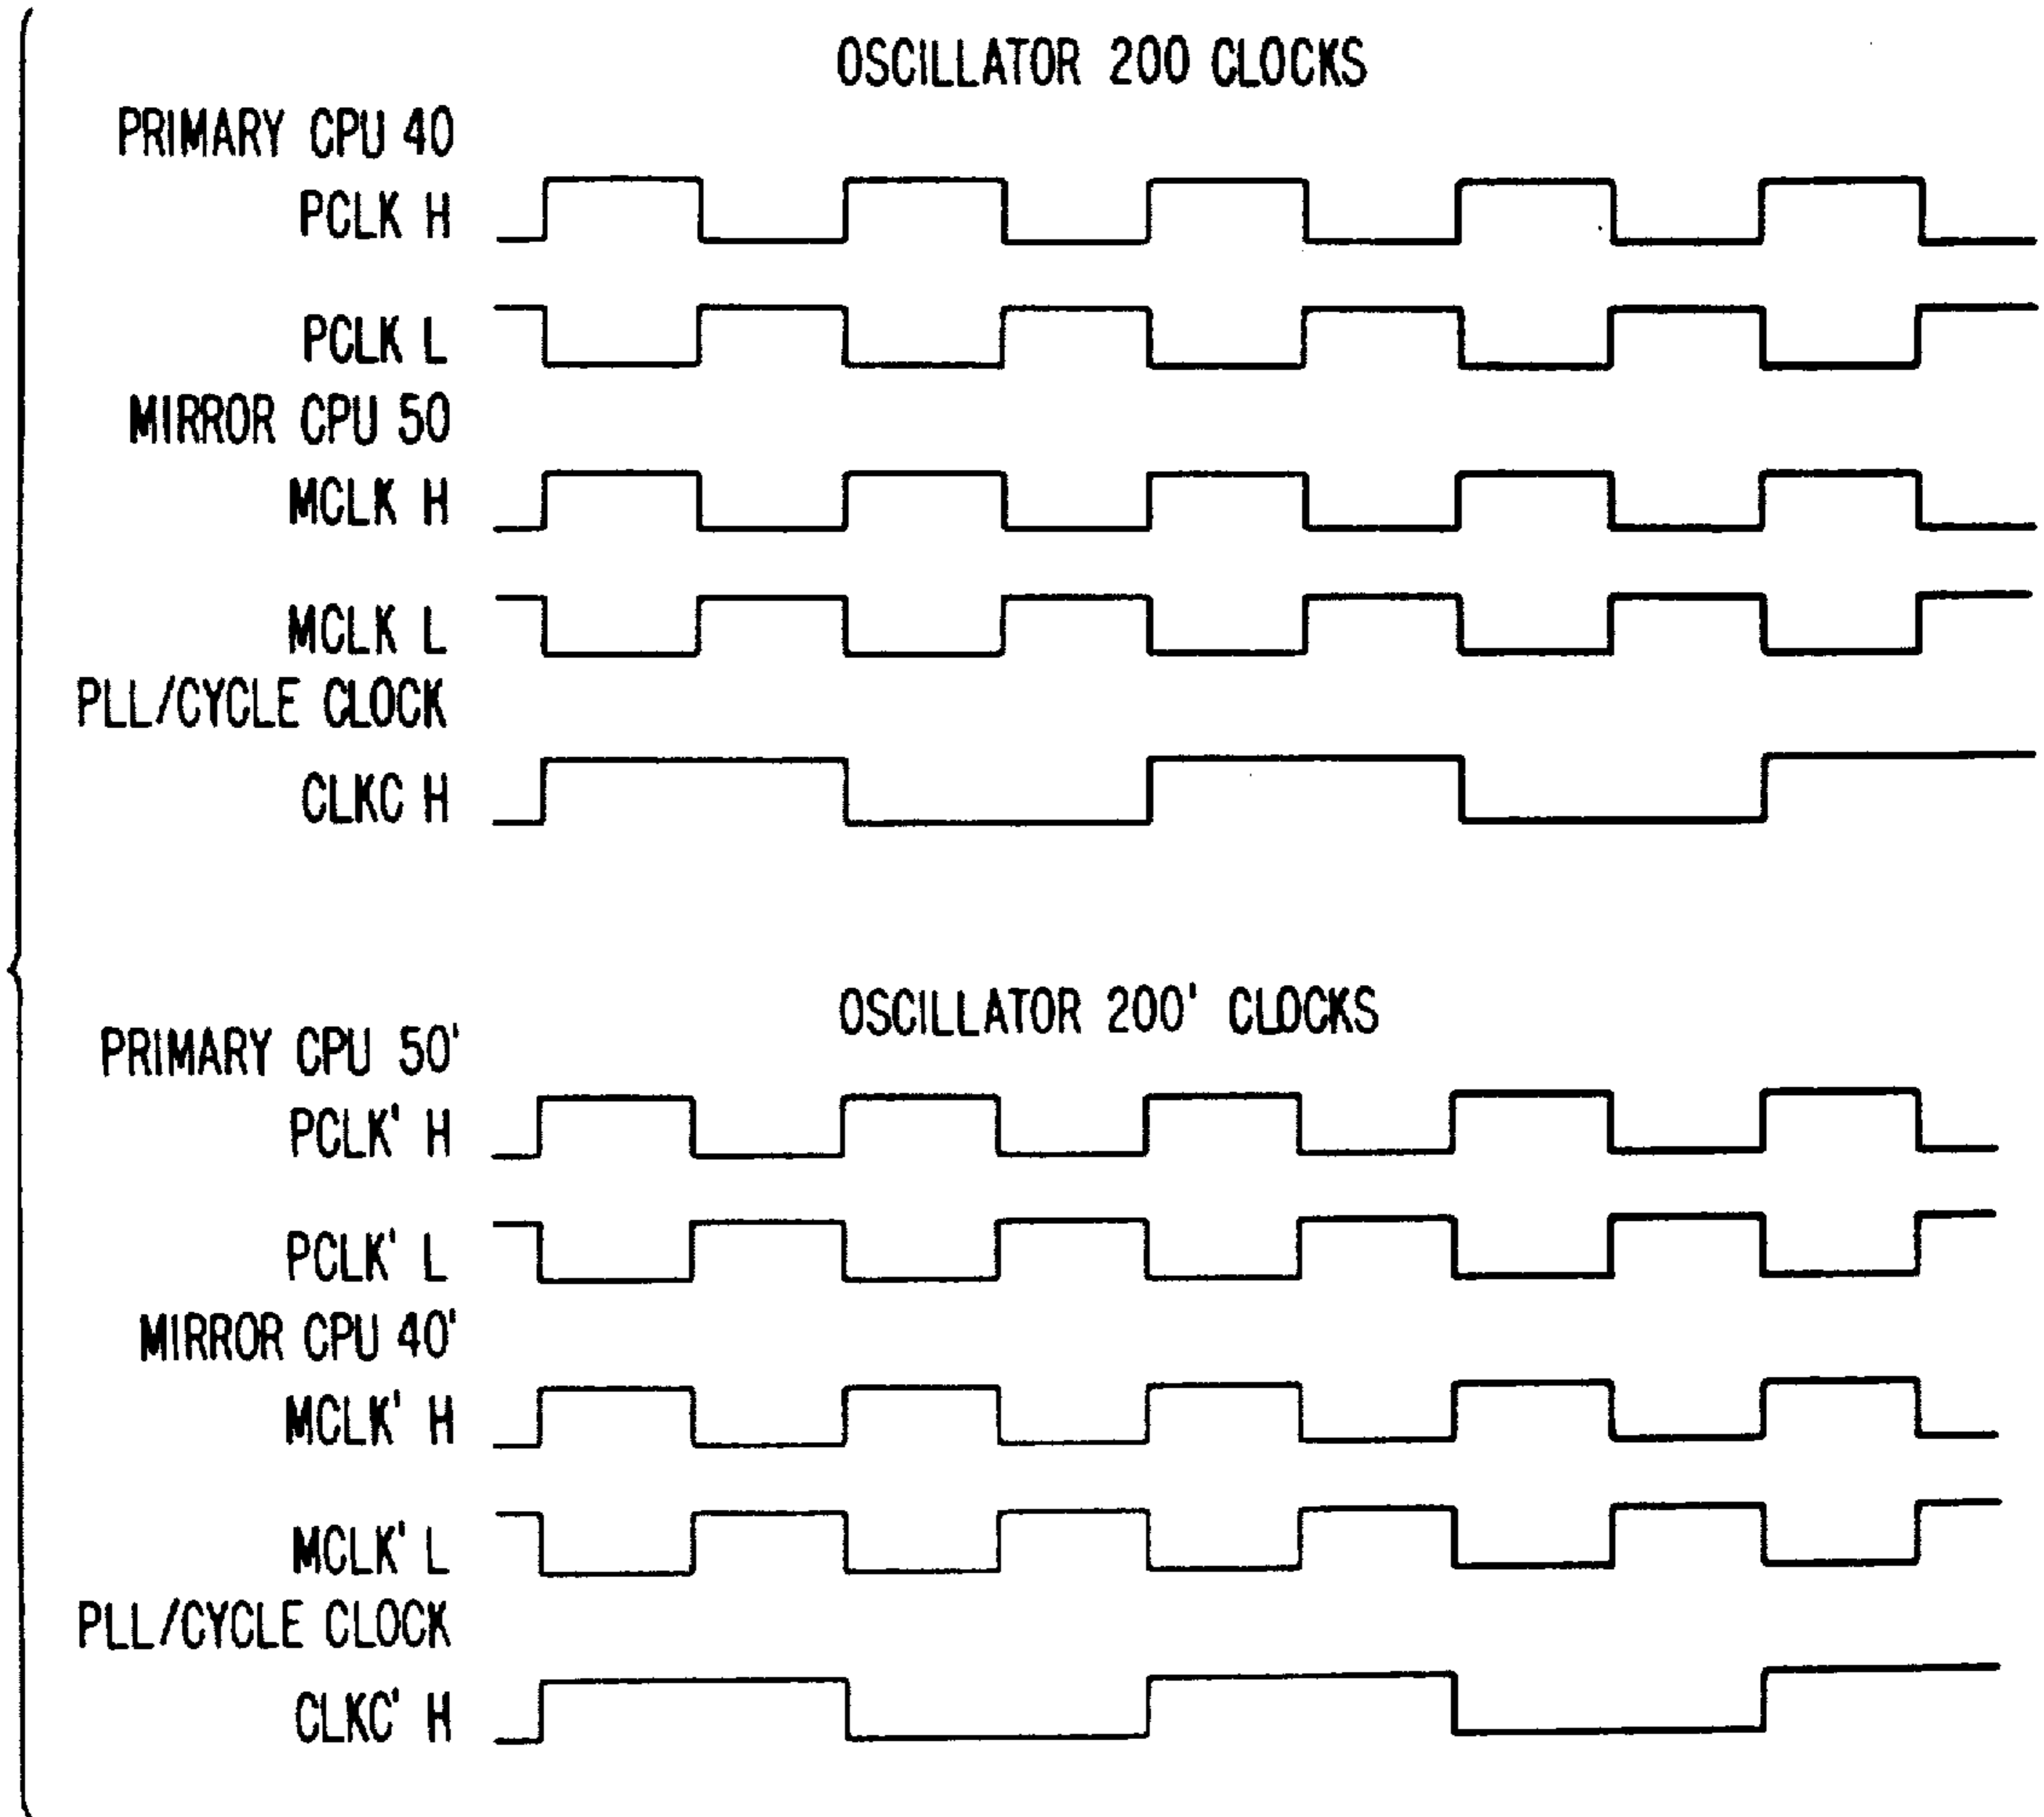 OSCILLATOR 200 CLOCKS
PRIMARY CPU 40
PCLK H
PCLK L
MIRROR CPU 50
MCLK H
MCLK L
PLL/CYCLE CLOCK
CLKC H
OSCILLATOR 200' CLOCKS
PRIMARY CPU 50'
PCLK' H
PCLK' L
MIRROR CPU 40'
MCLK' H
MCLK' L
PLL/CYCLE CLOCK
CLKC' H